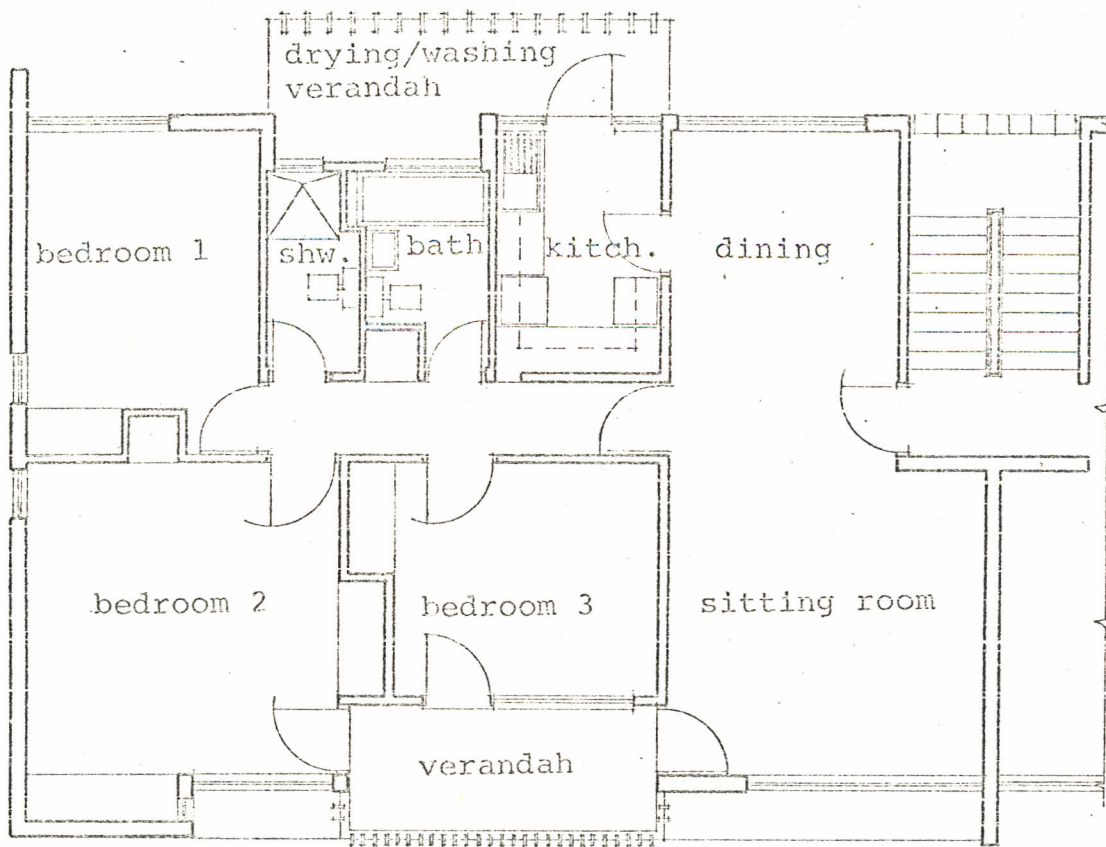 drying/washing
verandah
bedroom 1
shw.
bath
kitch.
dining
bedroom 2
bedroom 3
sitting room
verandah